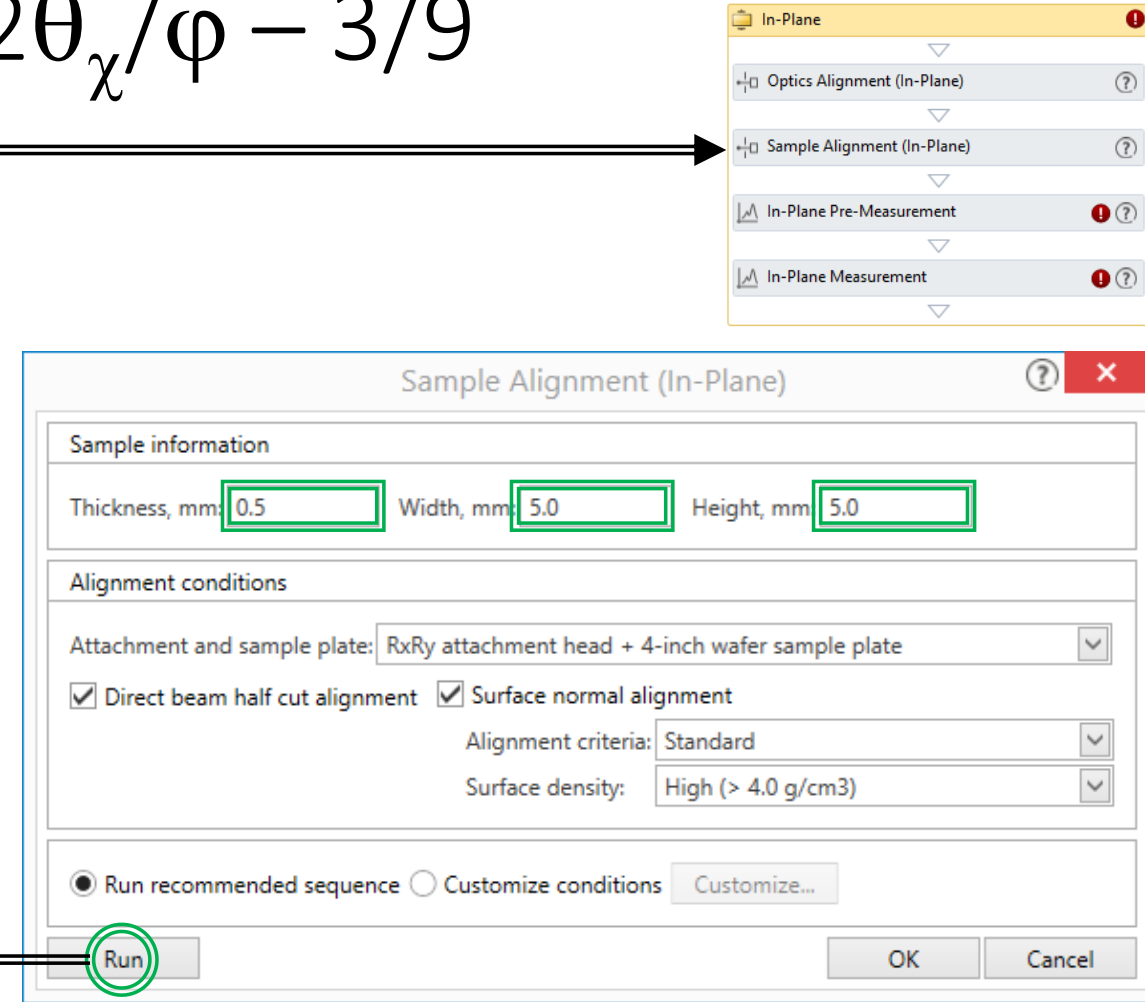 2θχ/φ – 3/9
In-Plane
Optics Alignment (In-Plane)
Sample Alignment (In-Plane)
In-Plane Pre-Measurement
In-Plane Measurement
Sample Alignment (In-Plane)
Sample information
Thickness, mm: 0.5 Width, mm: 5.0 Height, mm: 5.0
Alignment conditions
Attachment and sample plate: RxRy attachment head + 4-inch wafer sample plate
Direct beam half cut alignment Surface normal alignment
Alignment criteria: Standard
Surface density: High (> 4.0 g/cm3)
Run recommended sequence Customize conditions Customize...
Run OK Cancel